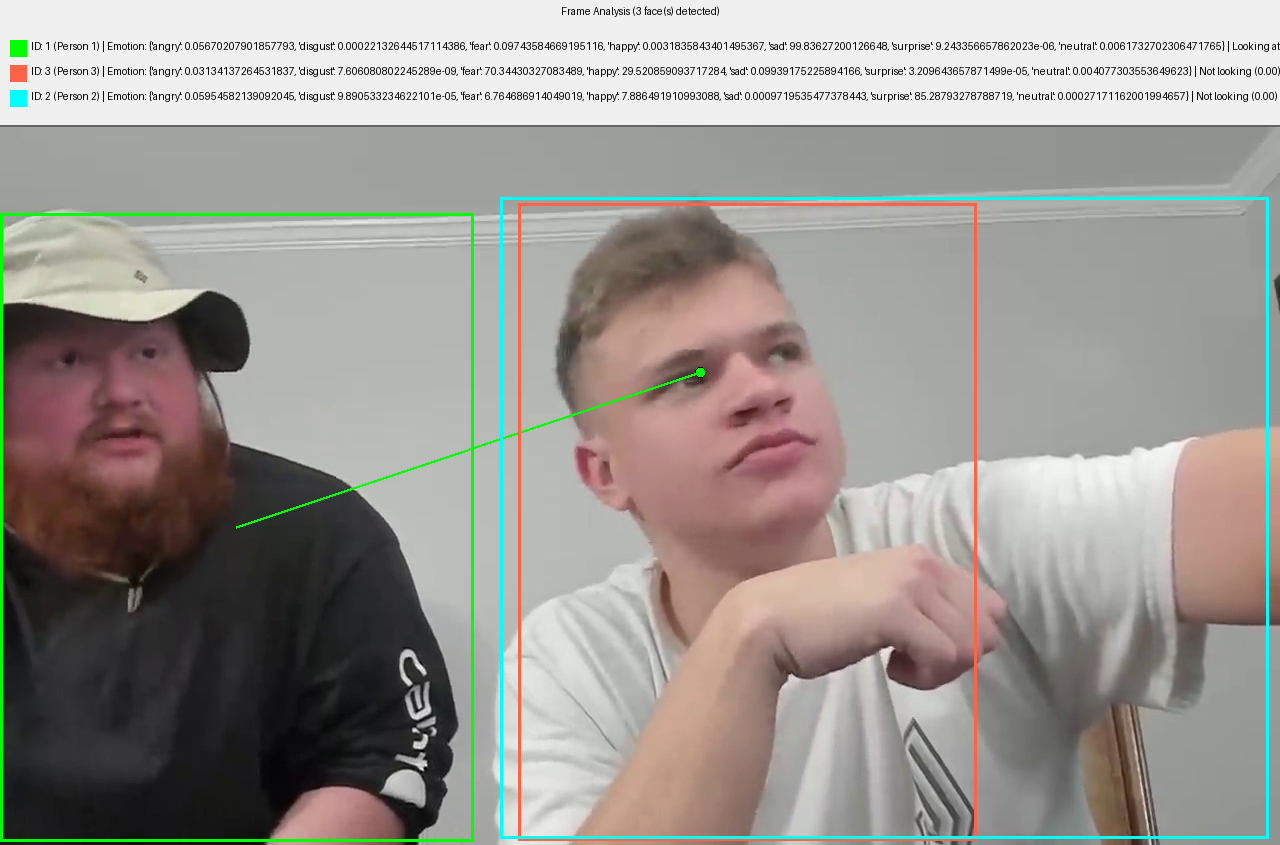 Frame Analysis (3 face(s) detected)
ID: 1 (Person 1) | Emotion: {'angry': 0.05670207901857793, 'disgust': 0.00022132644517114386, 'fear': 0.09743584669195116, 'happy': 0.0031835843401495367, 'sad': 99.83627200126648, 'surprise': 9.243356657862023e-06, 'neutral': 0.0061732702306471765} | Looking at
ID: 3 (Person 3) | Emotion: {'angry': 0.03134137264531837, 'disgust': 7.606080802245289e-09, 'fear': 70.34430327083489, 'happy': 29.520859093717284, 'sad': 0.09939175225894166, 'surprise': 3.209643657871499e-05, 'neutral': 0.004077303553649623} | Not looking (0.00)
ID: 2 (Person 2) | Emotion: {'angry': 0.05954582139092045, 'disgust': 9.890533234622101e-05, 'fear': 6.764686914049019, 'happy': 7.886491910993088, 'sad': 0.0009719535477378443, 'surprise': 85.28793278788719, 'neutral': 0.00027171162001994657} | Not looking (0.00)